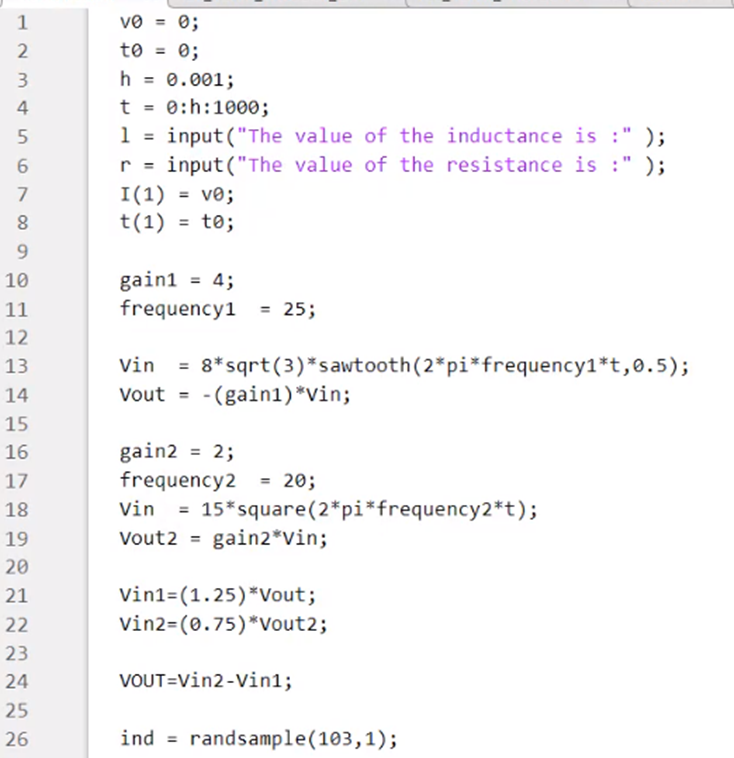 1 v0 = 0;
2 t0 = 0;
3 h = 0.001;
4 t = 0:h:1000;
5 l = input("The value of the inductance is :" );
6 r = input("The value of the resistance is :" );
7 I(1) = v0;
8 t(1) = t0;
9
10 gain1 = 4;
11 frequency1  = 25;
12
13 Vin  = 8*sqrt(3)*sawtooth(2*pi*frequency1*t,0.5);
14 Vout = -(gain1)*Vin;
15
16 gain2 = 2;
17 frequency2  = 20;
18 Vin  = 15*square(2*pi*frequency2*t);
19 Vout2 = gain2*Vin;
20
21 Vin1=(1.25)*Vout;
22 Vin2=(0.75)*Vout2;
23
24 VOUT=Vin2-Vin1;
25
26 ind = randsample(103,1);